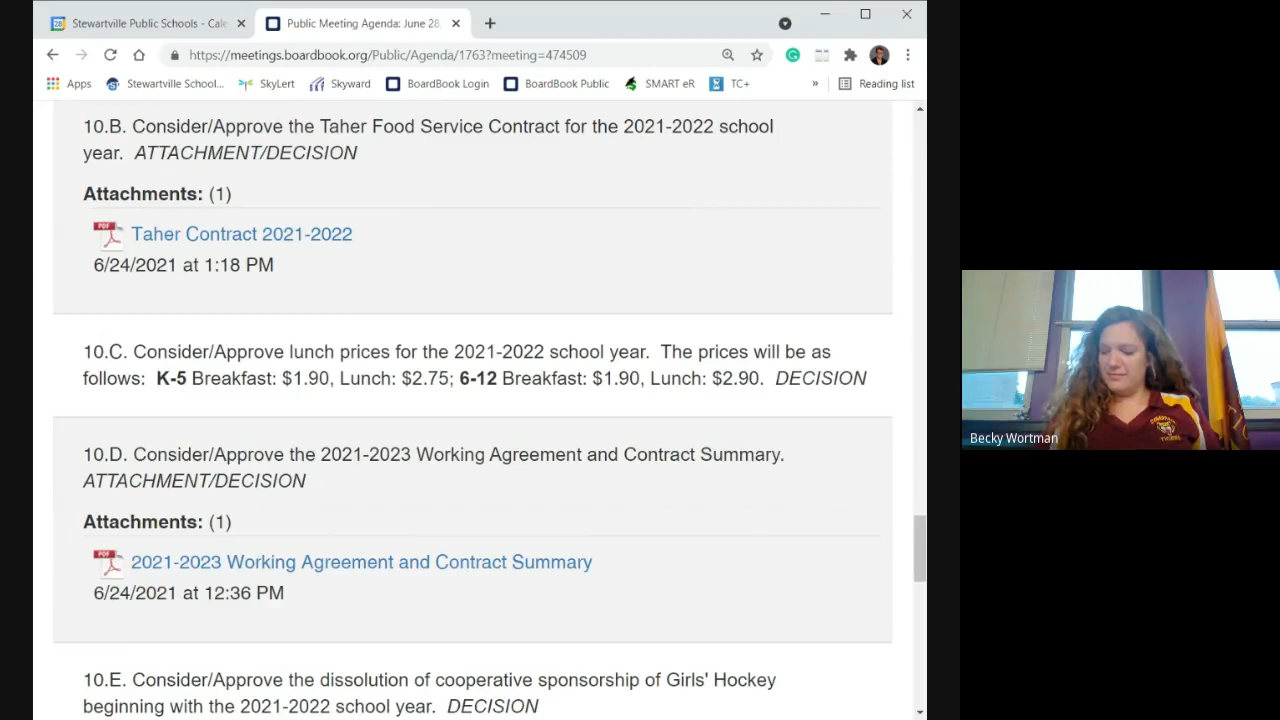 Stewartville Public Schools - Cale
Public Meeting Agenda: June 28,
https://meetings.boardbook.org/Public/Agenda/1763?meeting=474509
Apps
Stewartville School...
SkyLert
Skyward
BoardBook Login
BoardBook Public
SMART eR
TC+
»
Reading list
10.B. Consider/Approve the Taher Food Service Contract for the 2021-2022 school
year. ATTACHMENT/DECISION
Attachments: (1)
Taher Contract 2021-2022
6/24/2021 at 1:18 PM
10.C. Consider/Approve lunch prices for the 2021-2022 school year. The prices will be as
follows: K-5 Breakfast: $1.90, Lunch: $2.75; 6-12 Breakfast: $1.90, Lunch: $2.90. DECISION
10.D. Consider/Approve the 2021-2023 Working Agreement and Contract Summary.
ATTACHMENT/DECISION
Attachments: (1)
2021-2023 Working Agreement and Contract Summary
6/24/2021 at 12:36 PM
10.E. Consider/Approve the dissolution of cooperative sponsorship of Girls' Hockey
beginning with the 2021-2022 school year. DECISION
Becky Wortman